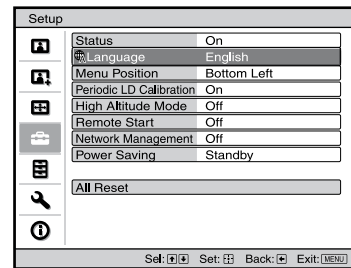 Setup
Status On
Language English
Menu Position Bottom Left
Periodic LD Calibration On
High Altitude Mode Off
Remote Start Off
Network Management Off
Power Saving Standby
All Reset
Sel: Set: Back: Exit: MENU